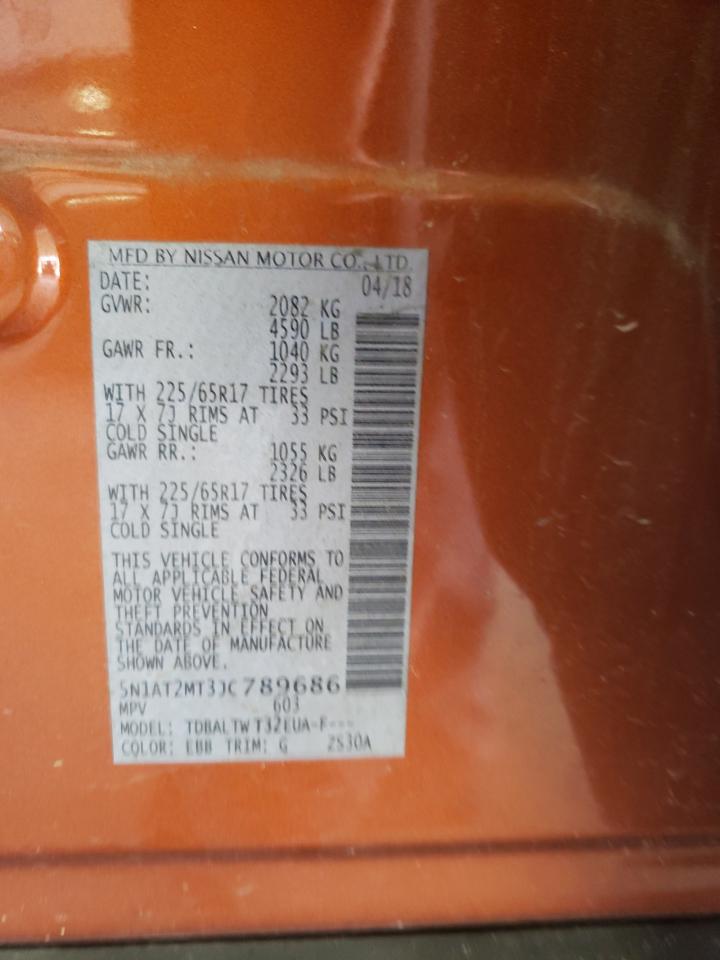 MFD BY NISSAN MOTOR CO., LTD.
DATE: 04/18
GVWR: 2082 KG
4590 LB
GAWR FR.: 1040 KG
2293 LB
WITH 225/65R17 TIRES
17 X 7J RIMS AT 33 PSI
COLD SINGLE
GAWR RR.: 1055 KG
2326 LB
WITH 225/65R17 TIRES
17 X 7J RIMS AT 33 PSI
COLD SINGLE
THIS VEHICLE CONFORMS TO
ALL APPLICABLE FEDERAL
MOTOR VEHICLE SAFETY AND
THEFT PREVENTION
STANDARDS IN EFFECT ON
THE DATE OF MANUFACTURE
SHOWN ABOVE.
5N1AT2MT3JC789686
MPV 603
MODEL: TDBALTW T32EUA-F---
COLOR: EBB TRIM: G 2S30A